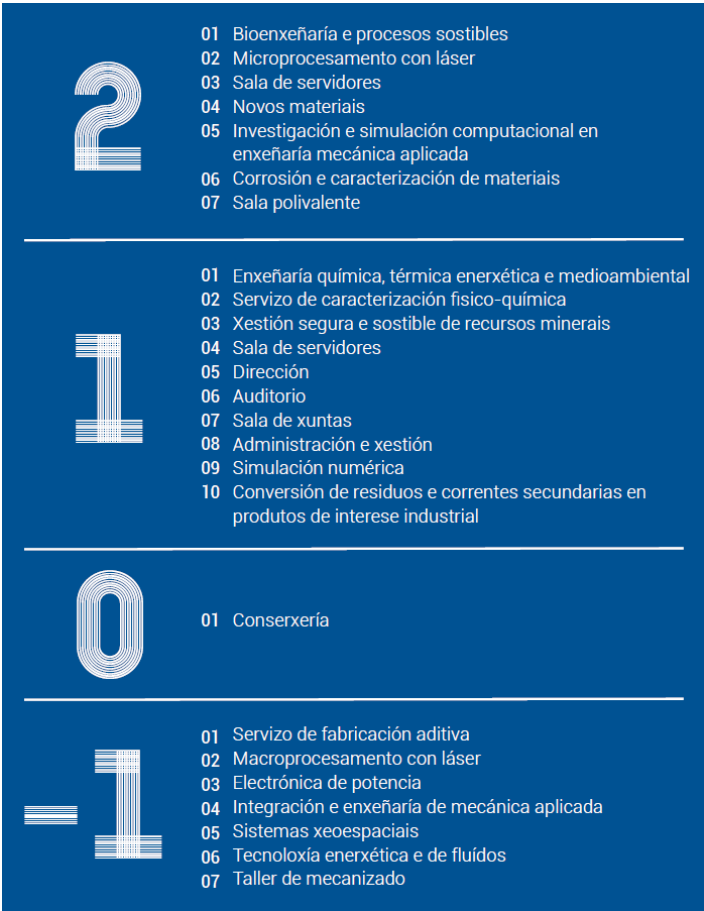 2
01 Bioenxeñaría e procesos sostibles
02 Microprocesamento con láser
03 Sala de servidores
04 Novos materiais
05 Investigación e simulación computacional en
enxeñaría mecánica aplicada
06 Corrosión e caracterización de materiais
07 Sala polivalente
1
01 Enxeñaría química, térmica enerxética e medioambiental
02 Servizo de caracterización fisico-química
03 Xestión segura e sostible de recursos minerais
04 Sala de servidores
05 Dirección
06 Auditorio
07 Sala de xuntas
08 Administración e xestión
09 Simulación numérica
10 Conversión de residuos e correntes secundarias en
produtos de interese industrial
0
01 Conserxería
-1
01 Servizo de fabricación aditiva
02 Macroprocesamento con láser
03 Electrónica de potencia
04 Integración e enxeñaría de mecánica aplicada
05 Sistemas xeoespaciais
06 Tecnoloxía enerxética e de fluídos
07 Taller de mecanizado